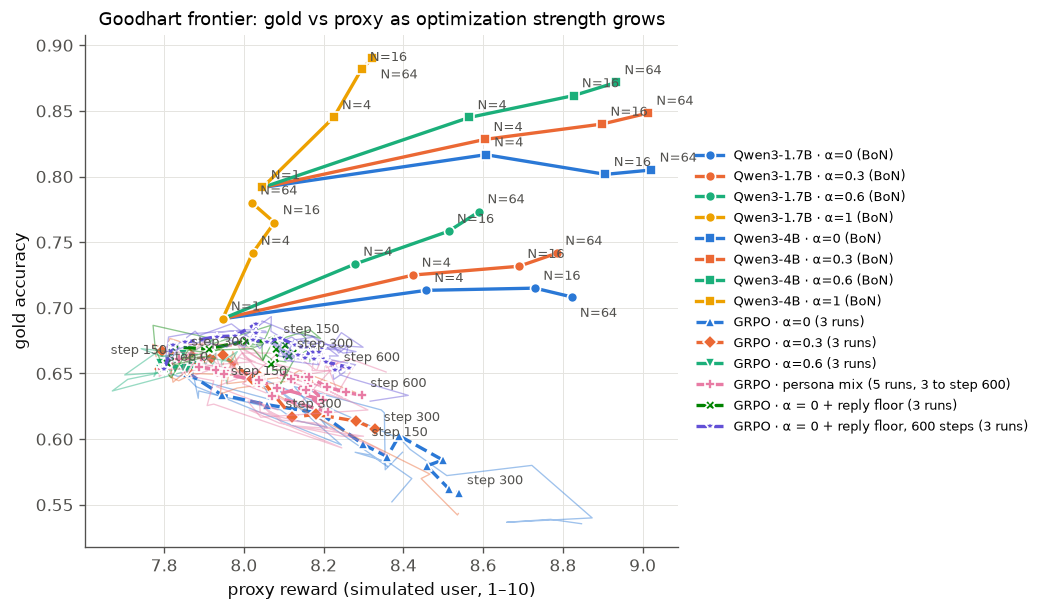 Goodhart frontier: gold vs proxy as optimization strength grows
gold accuracy
0.90
0.85
0.80
0.75
0.70
0.65
0.60
0.55
7.8
8.0
8.2
8.4
8.6
8.8
9.0
proxy reward (simulated user, 1–10)
N=16
N=64
N=4
N=1
N=4
N=16
N=64
N=4
N=16
N=64
N=4
N=16
N=64
N=64
N=16
N=4
N=1
N=4
N=16
N=64
N=4
N=16
N=64
N=4
N=16
N=64
step 150
step 300
step 150
step 300
step 0
step 600
step 150
step 600
step 300
step 300
step 150
step 300
Qwen3-1.7B · α=0 (BoN)
Qwen3-1.7B · α=0.3 (BoN)
Qwen3-1.7B · α=0.6 (BoN)
Qwen3-1.7B · α=1 (BoN)
Qwen3-4B · α=0 (BoN)
Qwen3-4B · α=0.3 (BoN)
Qwen3-4B · α=0.6 (BoN)
Qwen3-4B · α=1 (BoN)
GRPO · α=0 (3 runs)
GRPO · α=0.3 (3 runs)
GRPO · α=0.6 (3 runs)
GRPO · persona mix (5 runs, 3 to step 600)
GRPO · α = 0 + reply floor (3 runs)
GRPO · α = 0 + reply floor, 600 steps (3 runs)